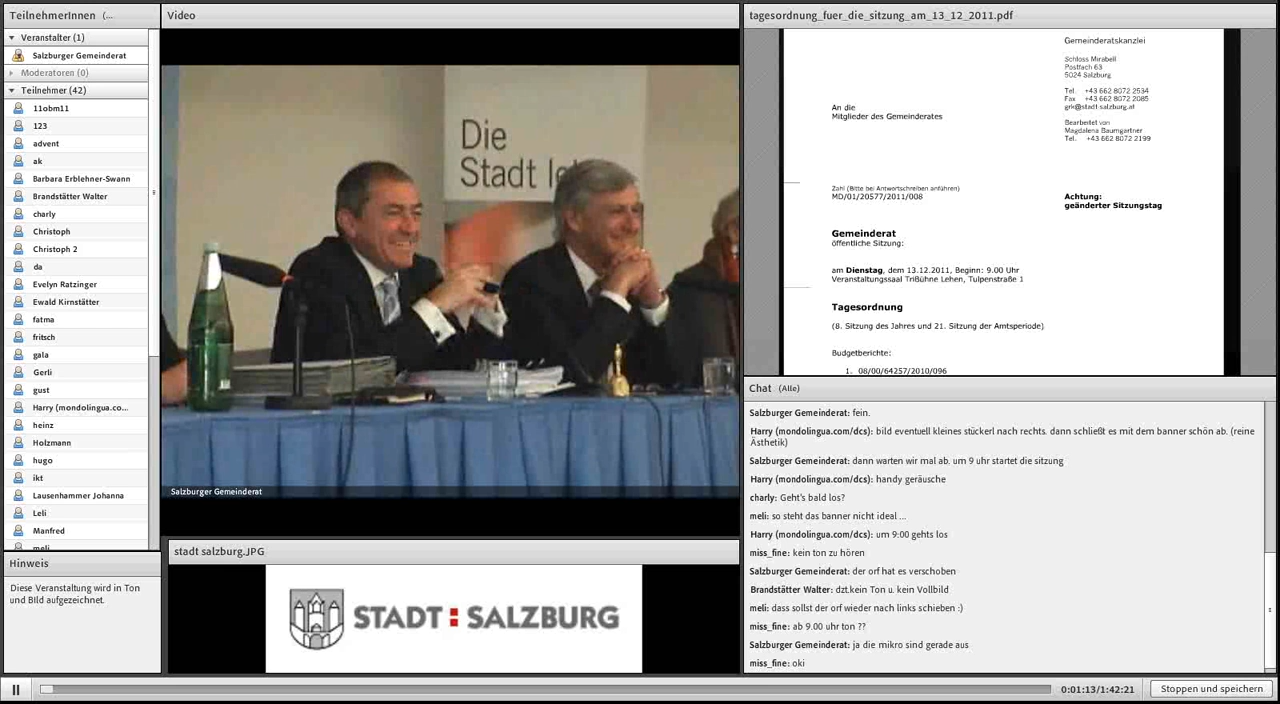 TeilnehmerInnen (...
Veranstalter (1)
Salzburger Gemeinderat
Moderatoren (0)
Teilnehmer (42)
11obm11
123
advent
ak
Barbara Erblehner-Swann
Brandstätter Walter
charly
Christoph
Christoph 2
da
Evelyn Ratzinger
Ewald Kirnstätter
fatma
fritsch
gala
Gerli
gust
Harry (mondolingua.co...
heinz
Holzmann
hugo
ikt
Lausenhammer Johanna
Leli
Manfred
meli
Hinweis
Diese Veranstaltung wird in Ton
und BIld aufgezeichnet.
Video
Die
Stadt le
Salzburger Gemeinderat
stadt salzburg.JPG
STADT:SALZBURG
tagesordnung_fuer_die_sitzung_am_13_12_2011.pdf
Gemeinderatskanzlei
Schloss Mirabell
Postfach 63
5024 Salzburg
Tel. +43 662 8072 2534
Fax +43 662 8072 2085
grk@stadt-salzburg.at
Bearbeitet von
Magdalena Baumgartner
Tel. +43 662 8072 2199
An die
Mitglieder des Gemeinderates
Zahl (Bitte bei Antwortschreiben anführen)
MD/01/20577/2011/008
Achtung:
geänderter Sitzungstag
Gemeinderat
öffentliche Sitzung:
am Dienstag, dem 13.12.2011, Beginn: 9.00 Uhr
Veranstaltungssaal TriBühne Lehen, Tulpenstraße 1
Tagesordnung
(8. Sitzung des Jahres und 21. Sitzung der Amtsperiode)
Budgetberichte:
1. 08/00/64257/2010/096
Chat (Alle)
Salzburger Gemeinderat: fein.
Harry (mondolingua.com/dcs): bild eventuell kleines stückerl nach rechts. dann schließt es mit dem banner schön ab. (reine
Ästhetik)
Salzburger Gemeinderat: dann warten wir mal ab. um 9 uhr startet die sitzung
Harry (mondolingua.com/dcs): handy geräusche
charly: Geht's bald los?
meli: so steht das banner nicht ideal ...
Harry (mondolingua.com/dcs): um 9:00 gehts los
miss_fine: kein ton zu hören
Salzburger Gemeinderat: der orf hat es verschoben
Brandstätter Walter: dzt.kein Ton u. kein Vollbild
meli: dass sollst der orf wieder nach links schieben :)
miss_fine: ab 9.00 uhr ton ??
Salzburger Gemeinderat: ja die mikro sind gerade aus
miss_fine: oki
0:01:13/1:42:21
Stoppen und speichern